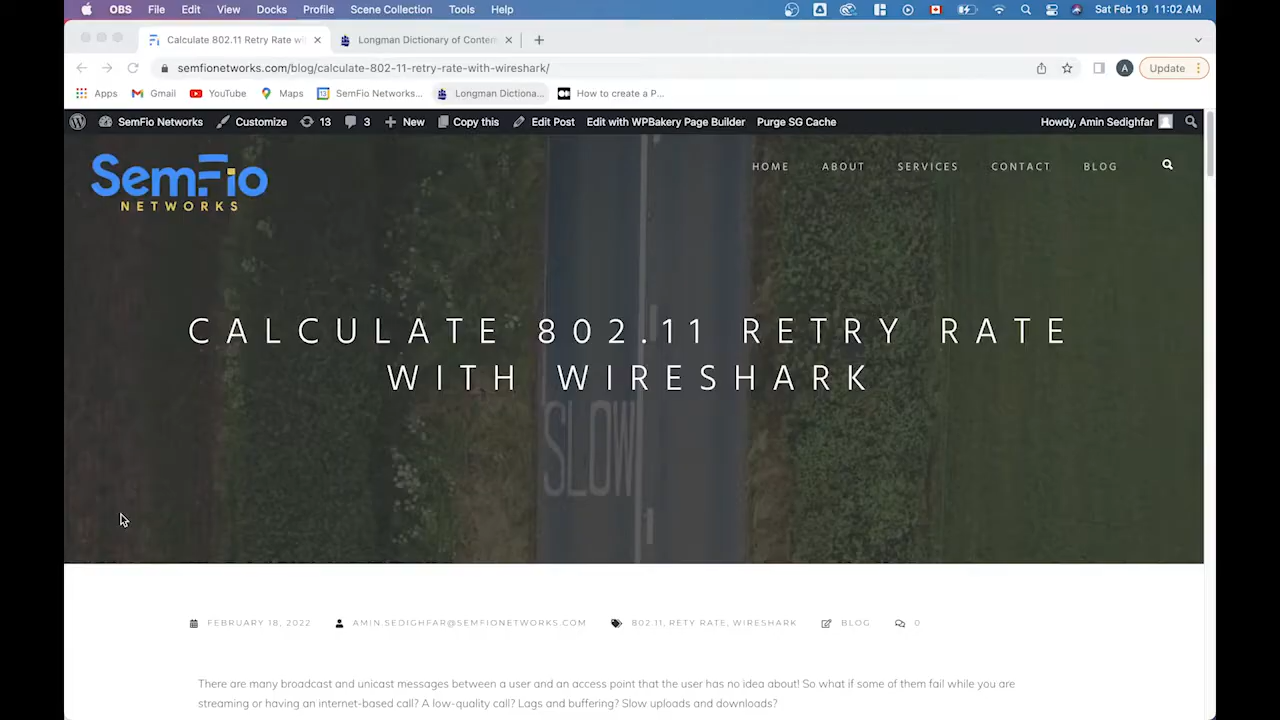 OBS File Edit View Docks Profile Scene Collection Tools Help Sat Feb 19 11:02 AM
Calculate 802.11 Retry Rate wi Longman Dictionary of Contem
semfionetworks.com/blog/calculate-802-11-retry-rate-with-wireshark/ A Update
Apps Gmail YouTube Maps SemFio Networks... Longman Dictiona... How to create a P...
SemFio Networks Customize 13 3 New Copy this Edit Post Edit with WPBakery Page Builder Purge SG Cache Howdy, Amin Sedighfar
SemFio
NETWORKS
HOME ABOUT SERVICES CONTACT BLOG
CALCULATE 802.11 RETRY RATE
WITH WIRESHARK
SLOW
FEBRUARY 18, 2022 AMIN.SEDIGHFAR@SEMFIONETWORKS.COM 802.11, RETY RATE, WIRESHARK BLOG 0
There are many broadcast and unicast messages between a user and an access point that the user has no idea about! So what if some of them fail while you are
streaming or having an internet-based call? A low-quality call? Lags and buffering? Slow uploads and downloads?